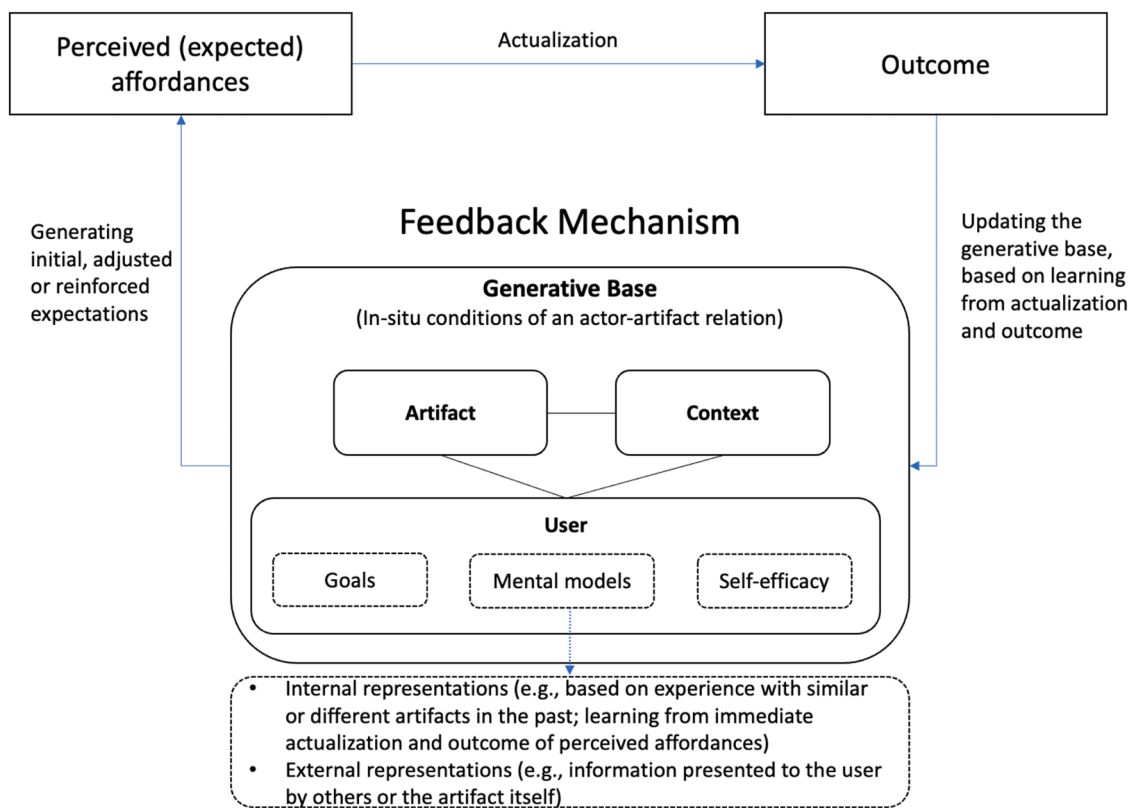 Perceived (expected)
affordances
Actualization
Outcome
Generating
initial, adjusted
or reinforced
expectations
Feedback Mechanism
Updating the
generative base,
based on learning
from actualization
and outcome
Generative Base
(In-situ conditions of an actor-artifact relation)
Artifact
Context
User
Goals
Mental models
Self-efficacy
• Internal representations (e.g., based on experience with similar
or different artifacts in the past; learning from immediate
actualization and outcome of perceived affordances)
• External representations (e.g., information presented to the user
by others or the artifact itself)